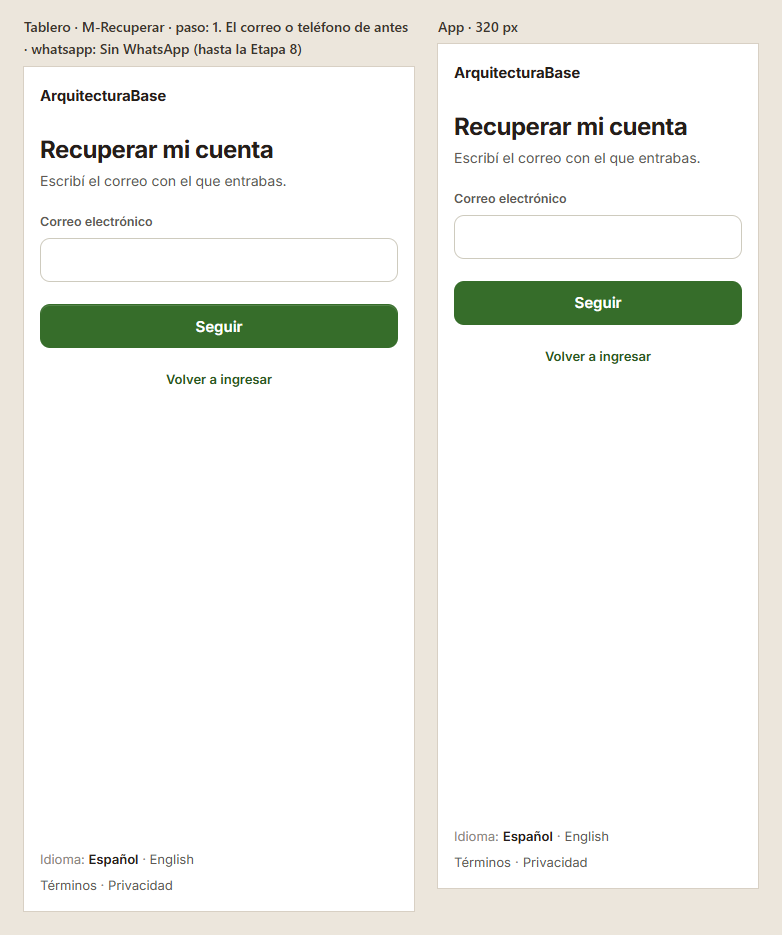 Tablero · M-Recuperar · paso: 1. El correo o teléfono de antes
· whatsapp: Sin WhatsApp (hasta la Etapa 8)
ArquitecturaBase
Recuperar mi cuenta
Escribí el correo con el que entrabas.
Correo electrónico
Seguir
Volver a ingresar
Idioma: Español · English
Términos · Privacidad
App · 320 px
ArquitecturaBase
Recuperar mi cuenta
Escribí el correo con el que entrabas.
Correo electrónico
Seguir
Volver a ingresar
Idioma: Español · English
Términos · Privacidad